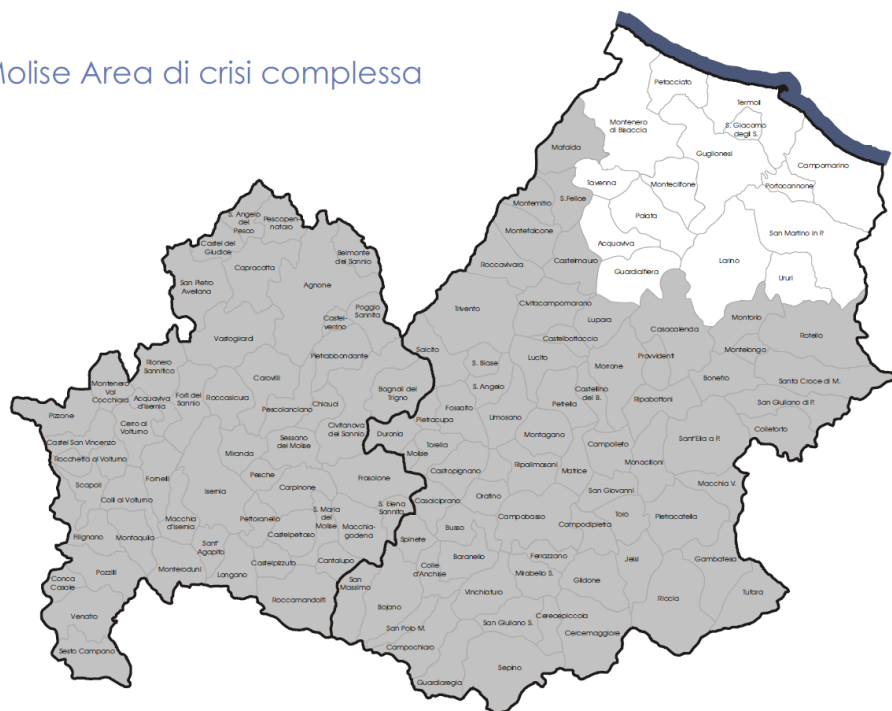 Molise Area di crisi complessa
Petacciato
Termoli
Montenero
di Bisaccia
S. Giacomo
degli S.
Guglionesi
Mafalda
Campomarino
Tavenna
Montecilfone
Portocannone
S. Felice
Montemitro
Palata
San Martino in P.
Montefalcone
Acquaviva
Larino
Roccavivara
Castelmauro
Guardialfiera
Ururi
S. Angelo
del
Pesco
Pescopen-
nataro
Castel del
Giudice
Belmonte
del Sannio
Capracotta
San Pietro
Avellana
Agnone
Poggio
Sannita
Castel-
verrino
Vastogirardi
Pietrabbondante
Trivento
Civitacampomarano
Lupara
Casacalenda
Montorio
Rotello
Castelbottaccio
Salcito
S. Biase
Lucito
Morrone
Provvidenti
Montelongo
Bonefro
Santa Croce di M.
Rionero
Sannitico
Carovilli
Bagnoli del
Trigno
S. Angelo
Castellino
del B.
Ripabottoni
San Giuliano di P.
Montenero
Val
Cocchiara
Acquaviva
d'Isernia
Forlì del
Sannio
Roccasicura
Chiauci
Pescolanciano
Fossalto
Petrella
Colletorto
Pizzone
Cerro al
Volturno
Civitanova
del Sannio
Pietracupa
Limosano
Duronia
Montagano
Campolieto
Sant'Elia a P.
Castel San Vincenzo
Sessano
del Molise
Torella
Molise
Rocchetta al Volturno
Miranda
Castropignano
Ripalimosani
Matrice
Monacilioni
Scapoli
Fornelli
Pesche
Frosolone
Macchia V.
Carpinone
Isernia
Oratino
San Giovanni
Colli al Volturno
Casalciprano
S. Elena
Sannita
S. Maria
del
Molise
Campobasso
Toro
Pietracatella
Macchia
d'Isernia
Pettoranello
Macchia-
godena
Busso
Campodipietra
Filignano
Montaquila
Castelpetroso
Spinete
Sant'
Agapito
Baranello
Ferrazzano
Jelsi
Gambatesa
Castelpizzuto
Cantalupo
Colle
d'Anchise
Mirabello S.
Conca
Casale
Pozzilli
Monteroduni
Longano
San
Massimo
Gildone
Vinchiaturo
Tufara
Roccamandolfi
Riccia
Bojano
Venafro
Cercepiccola
San Giuliano S.
San Polo M.
Cercemaggiore
Campochiaro
Sesto Campano
Sepino
Guardiaregia